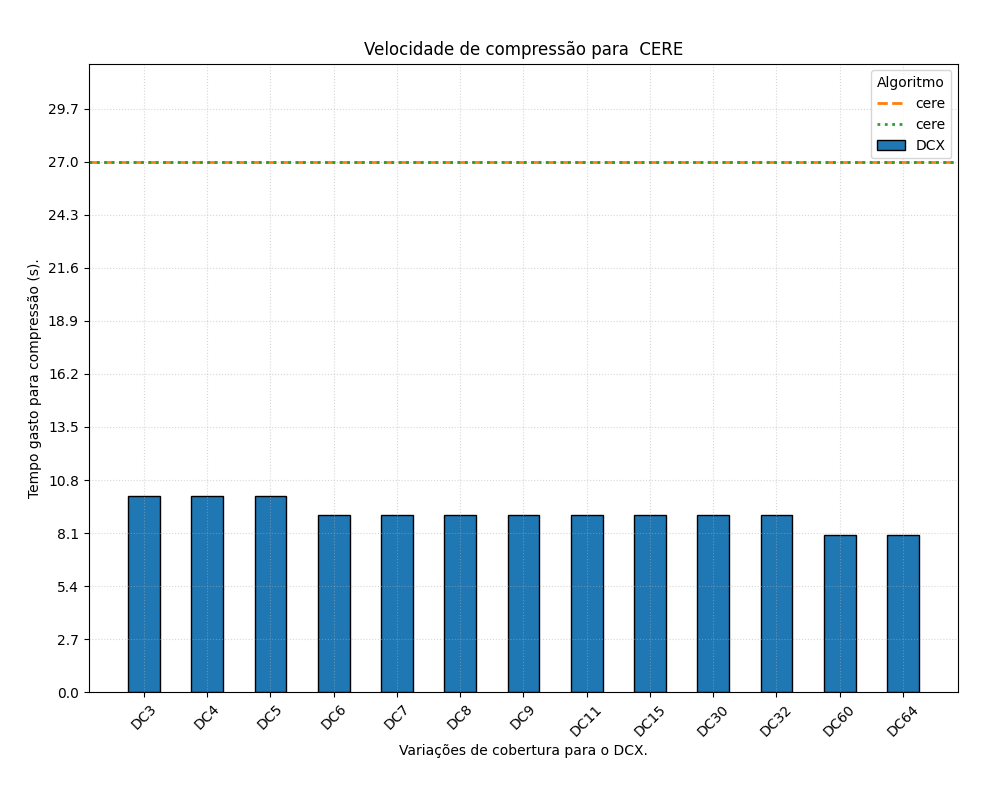 Velocidade de compressão para  CERE
Algoritmo
cere
cere
DCX
Tempo gasto para compressão (s).
29.7
27.0
24.3
21.6
18.9
16.2
13.5
10.8
8.1
5.4
2.7
0.0
DC3 DC4 DC5 DC6 DC7 DC8 DC9 DC11 DC15 DC30 DC32 DC60 DC64
Variações de cobertura para o DCX.